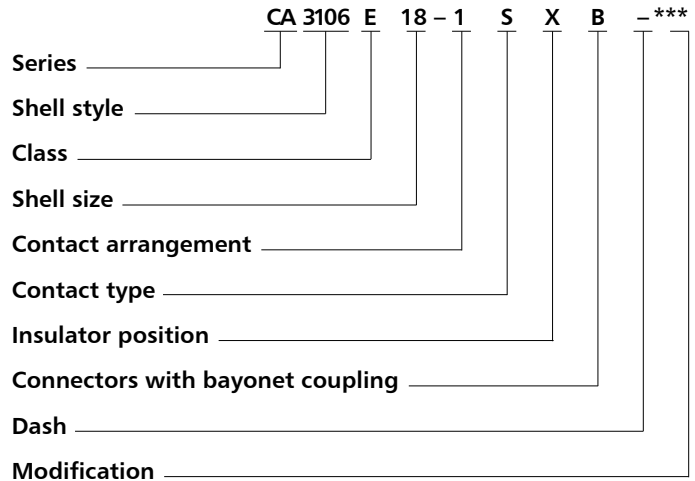 CA 3106 E 18 – 1 S X B – ***
Series
Shell style
Class
Shell size
Contact arrangement
Contact type
Insulator position
Connectors with bayonet coupling
Dash
Modification